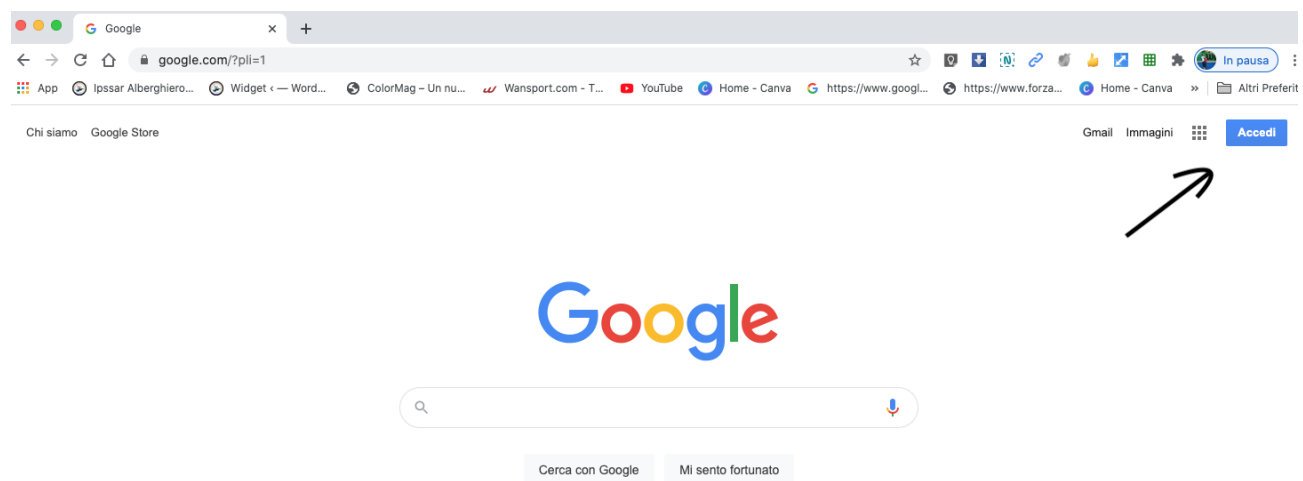 Google
google.com/?pli=1
In pausa
App Ipssar Alberghiero... Widget ‹ — Word... ColorMag – Un nu... Wansport.com - T... YouTube Home - Canva https://www.googl... https://www.forza... Home - Canva » Altri Preferit
Chi siamo Google Store Gmail Immagini Accedi
Google
Cerca con Google Mi sento fortunato